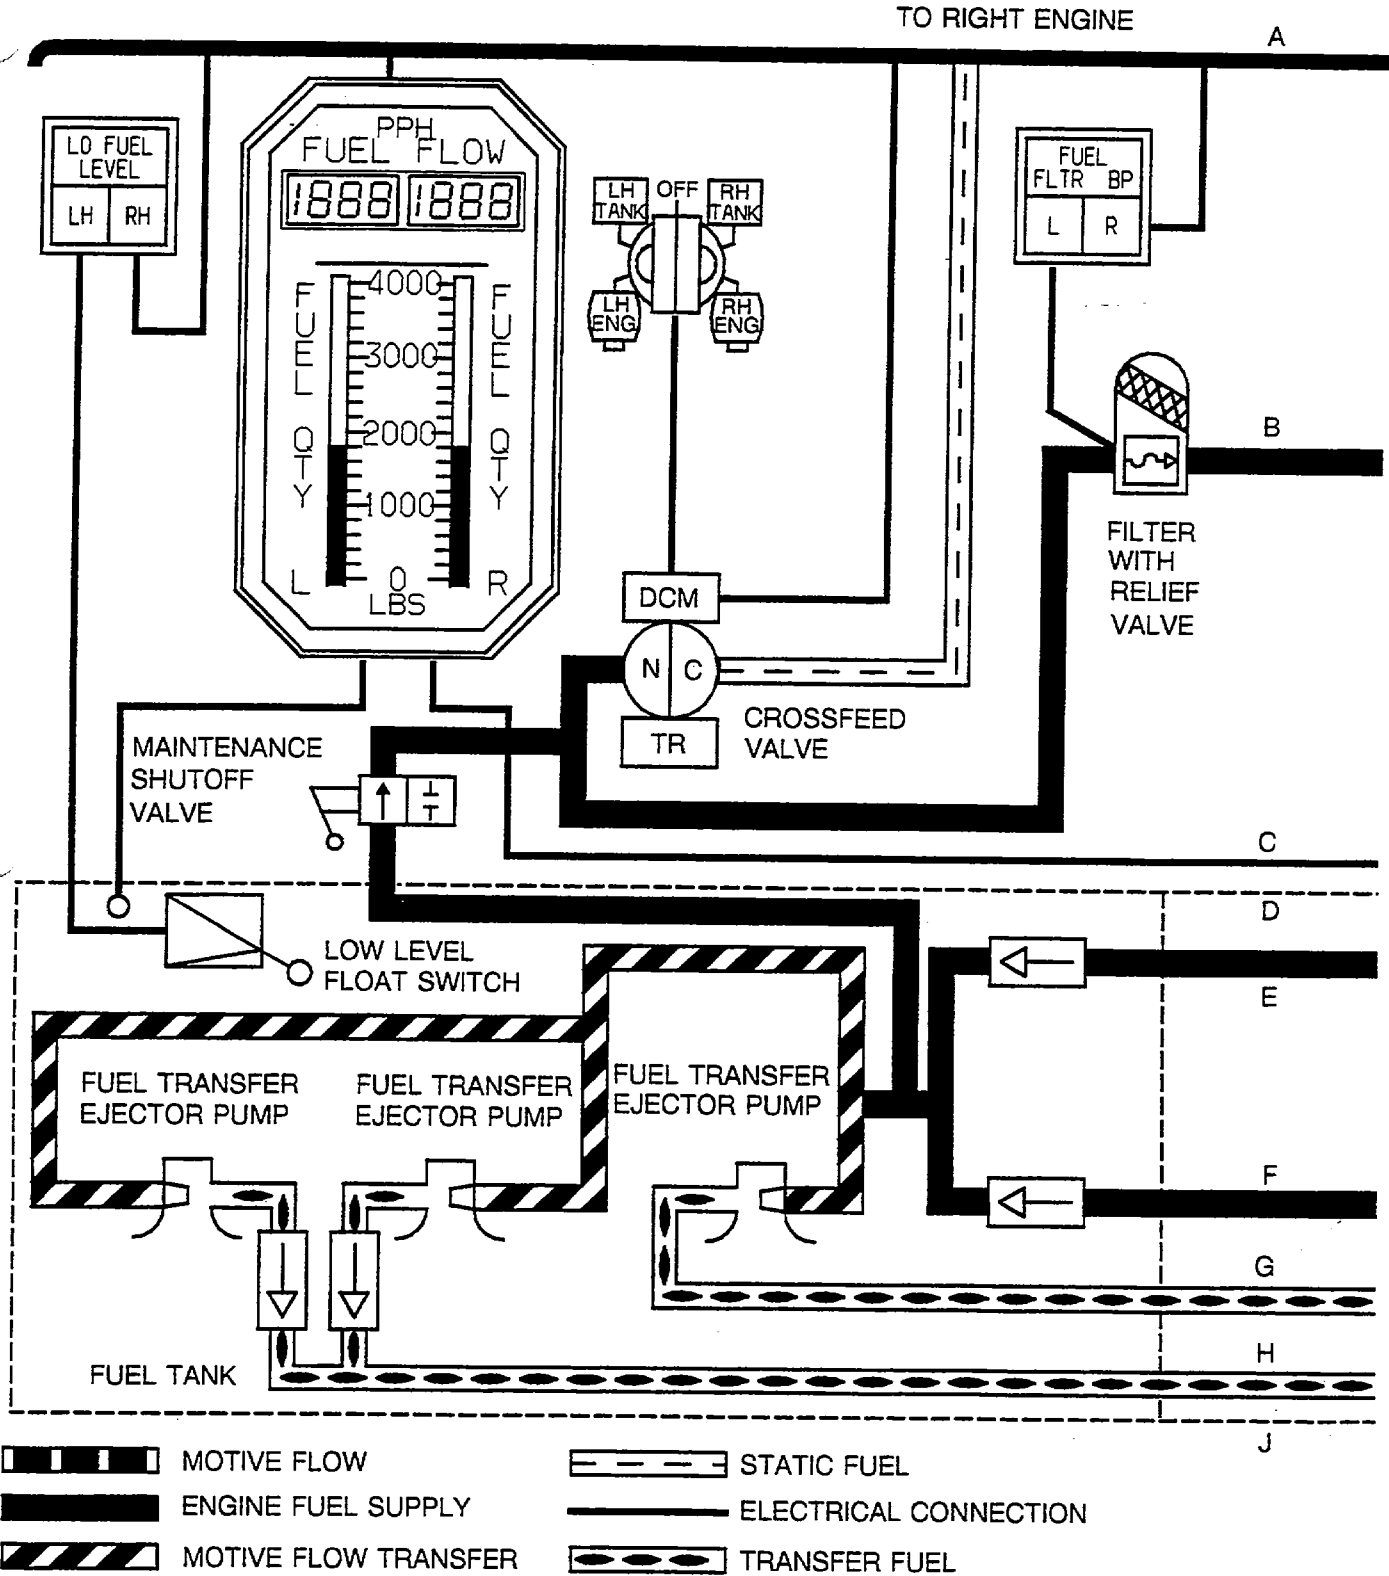 TO RIGHT ENGINE
A
LO FUEL
LEVEL
LH RH
PPH
FUEL FLOW
1888 1888
4000
3000
2000
1000
0
LBS
FUEL QTY L
FUEL QTY R
LH
TANK
OFF
RH
TANK
LH
ENG
RH
ENG
FUEL
FLTR BP
L R
B
FILTER
WITH
RELIEF
VALVE
DCM
N C
TR
CROSSFEED
VALVE
MAINTENANCE
SHUTOFF
VALVE
C
D
LOW LEVEL
FLOAT SWITCH
E
FUEL TRANSFER
EJECTOR PUMP
FUEL TRANSFER
EJECTOR PUMP
FUEL TRANSFER
EJECTOR PUMP
F
G
H
FUEL TANK
J
MOTIVE FLOW
STATIC FUEL
ENGINE FUEL SUPPLY
ELECTRICAL CONNECTION
MOTIVE FLOW TRANSFER
TRANSFER FUEL